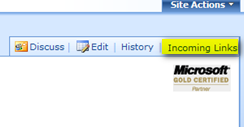 Site Actions
Discuss | Edit | History | Incoming Links
Microsoft
GOLD CERTIFIED
Partner